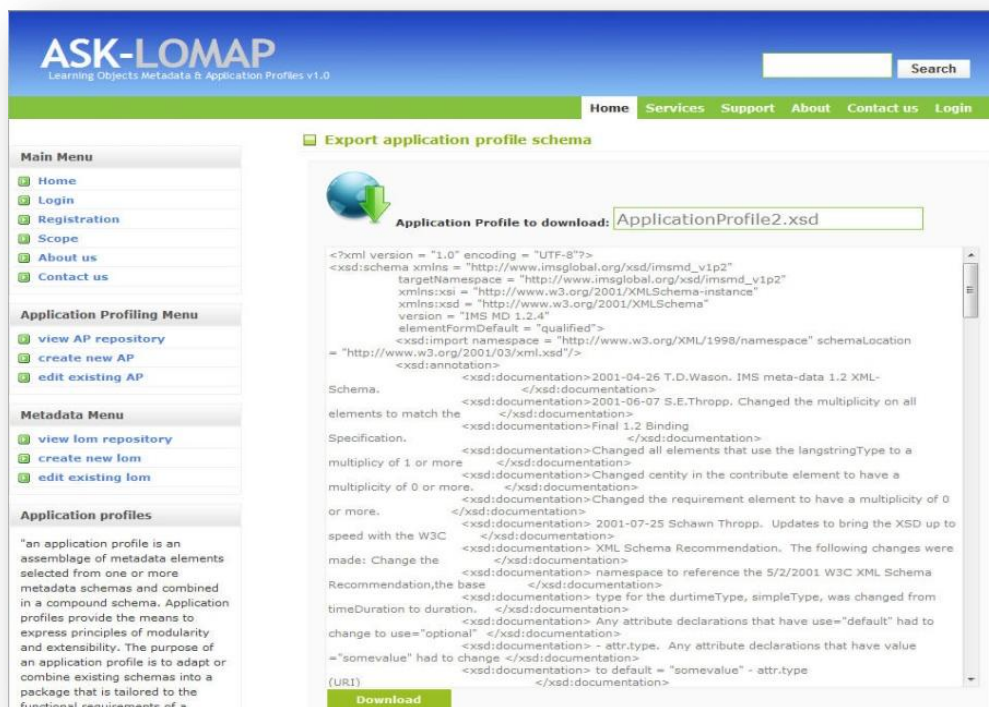 ASK-LOMAP
Learning Objects Metadata & Application Profiles v1.0
Search
Home Services Support About Contact us Login
Main Menu
Home
Login
Registration
Scope
About us
Contact us
Application Profiling Menu
view AP repository
create new AP
edit existing AP
Metadata Menu
view lom repository
create new lom
edit existing lom
Application profiles
"an application profile is an
assemblage of metadata elements
selected from one or more
metadata schemas and combined
in a compound schema. Application
profiles provide the means to
express principles of modularity
and extensibility. The purpose of
an application profile is to adapt or
combine existing schemas into a
package that is tailored to the
functional requirements of a
Export application profile schema
Application Profile to download: ApplicationProfile2.xsd
<?xml version = "1.0" encoding = "UTF-8"?>
<xsd:schema xmlns = "http://www.imsglobal.org/xsd/imsmd_v1p2"
targetNamespace = "http://www.imsglobal.org/xsd/imsmd_v1p2"
xmlns:xsi = "http://www.w3.org/2001/XMLSchema-instance"
xmlns:xsd = "http://www.w3.org/2001/XMLSchema"
version = "IMS MD 1.2.4"
elementFormDefault = "qualified">
<xsd:import namespace = "http://www.w3.org/XML/1998/namespace" schemaLocation
= "http://www.w3.org/2001/03/xml.xsd"/>
<xsd:annotation>
<xsd:documentation>2001-04-26 T.D.Wason. IMS meta-data 1.2 XML-
Schema. </xsd:documentation>
<xsd:documentation>2001-06-07 S.E.Thropp. Changed the multiplicity on all
elements to match the </xsd:documentation>
<xsd:documentation>Final 1.2 Binding
Specification. </xsd:documentation>
<xsd:documentation>Changed all elements that use the langstringType to a
multiplicy of 1 or more </xsd:documentation>
<xsd:documentation>Changed centity in the contribute element to have a
multiplicity of 0 or more. </xsd:documentation>
<xsd:documentation>Changed the requirement element to have a multiplicity of 0
or more. </xsd:documentation>
<xsd:documentation> 2001-07-25 Schawn Thropp. Updates to bring the XSD up to
speed with the W3C </xsd:documentation>
<xsd:documentation> XML Schema Recommendation. The following changes were
made: Change the </xsd:documentation>
<xsd:documentation> namespace to reference the 5/2/2001 W3C XML Schema
Recommendation,the base </xsd:documentation>
<xsd:documentation> type for the durtimeType, simpleType, was changed from
timeDuration to duration. </xsd:documentation>
<xsd:documentation> Any attribute declarations that have use="default" had to
change to use="optional" </xsd:documentation>
<xsd:documentation> - attr.type. Any attribute declarations that have value
="somevalue" had to change </xsd:documentation>
<xsd:documentation> to default = "somevalue" - attr.type
(URI) </xsd:documentation>
Download